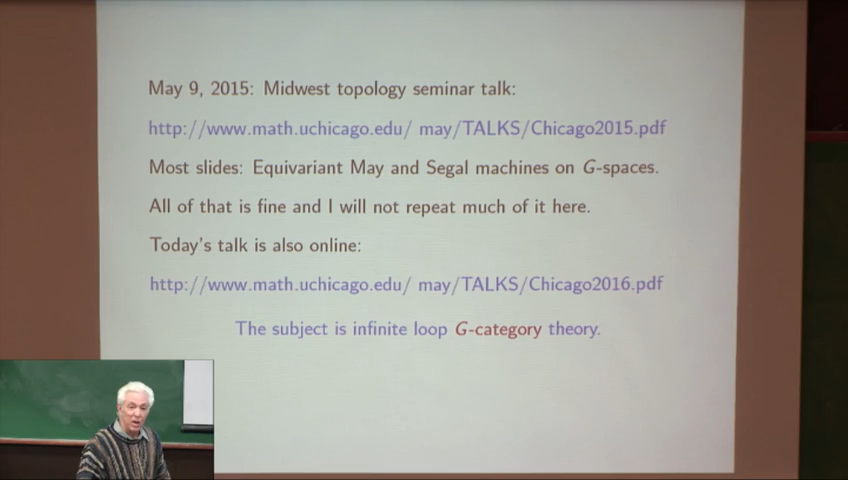 May 9, 2015: Midwest topology seminar talk:
http://www.math.uchicago.edu/ may/TALKS/Chicago2015.pdf
Most slides: Equivariant May and Segal machines on G-spaces.
All of that is fine and I will not repeat much of it here.
Today's talk is also online:
http://www.math.uchicago.edu/ may/TALKS/Chicago2016.pdf
The subject is infinite loop G-category theory.